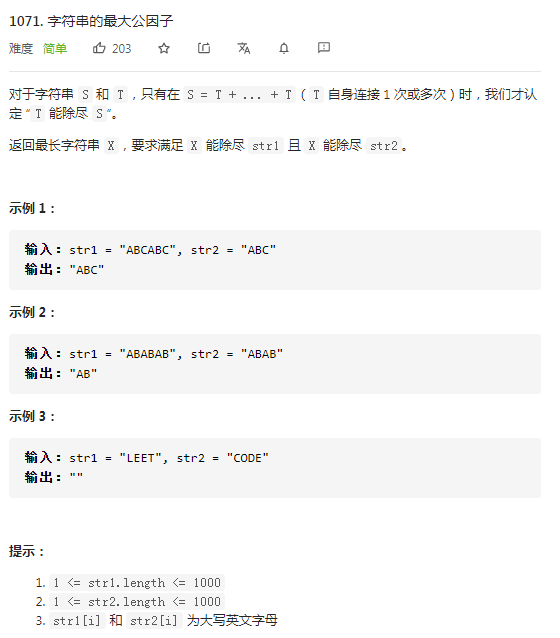 1071. 字符串的最大公因子
难度 简单 203
对于字符串 S 和 T，只有在 S = T + ... + T（ T 自身连接 1 次或多次）时，我们才认
定 “ T 能除尽 S”。
返回最长字符串 X，要求满足 X 能除尽 str1 且 X 能除尽 str2。
示例 1：
输入：str1 = "ABCABC", str2 = "ABC"
输出："ABC"
示例 2：
输入：str1 = "ABABAB", str2 = "ABAB"
输出："AB"
示例 3：
输入：str1 = "LEET", str2 = "CODE"
输出：""
提示：
1. 1 <= str1.length <= 1000
2. 1 <= str2.length <= 1000
3. str1[i] 和 str2[i] 为大写英文字母